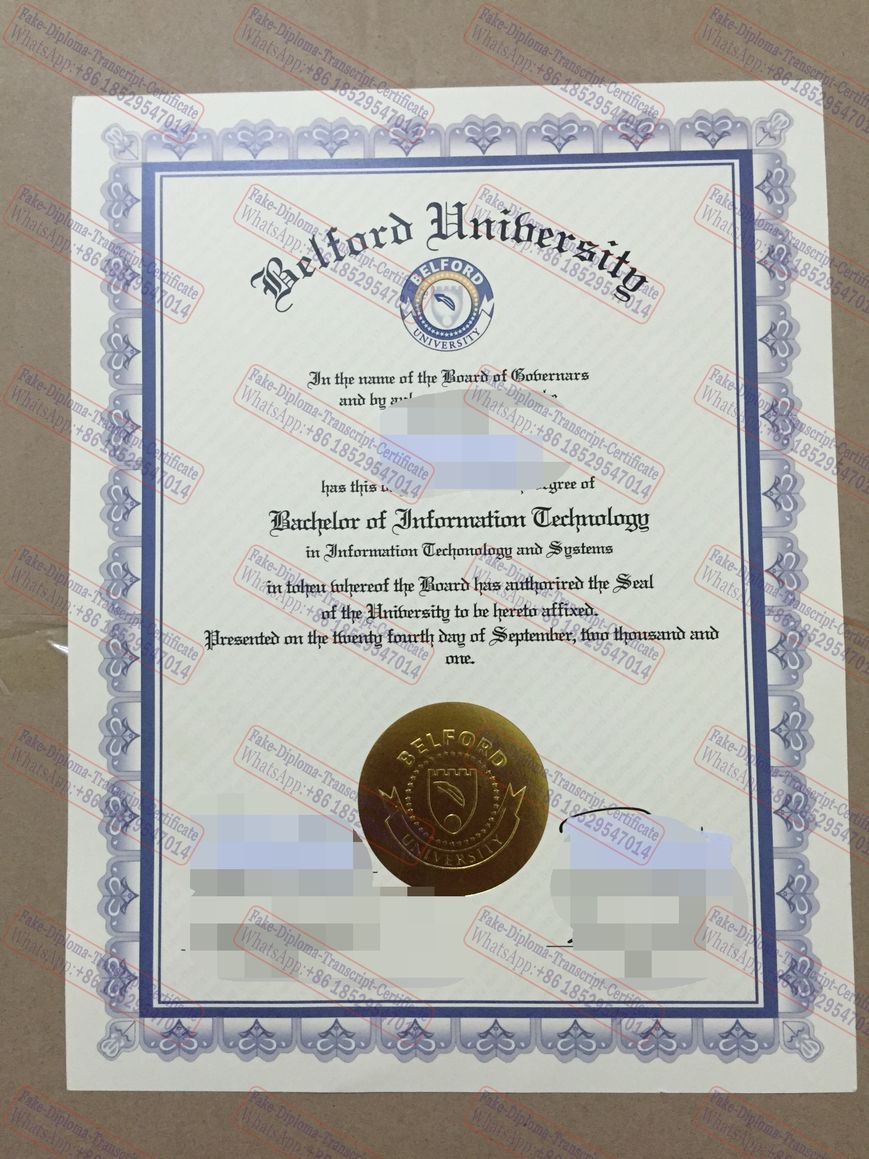 Belford University
BELFORD
UNIVERSITY
In the name of the Board of Governars
and by
has this
of
Bachelor of Information Technology
in Information Techonology and Systems
in toheu whereof the Board has authorired the Seal
of the University to be hereto affixed.
Presented on the twenty fourth day of September, two thousand and
one.
BELFORD
UNIVERSITY
Fake-Diploma-Transcript-Certificate
WhatsApp:+86 18529547014